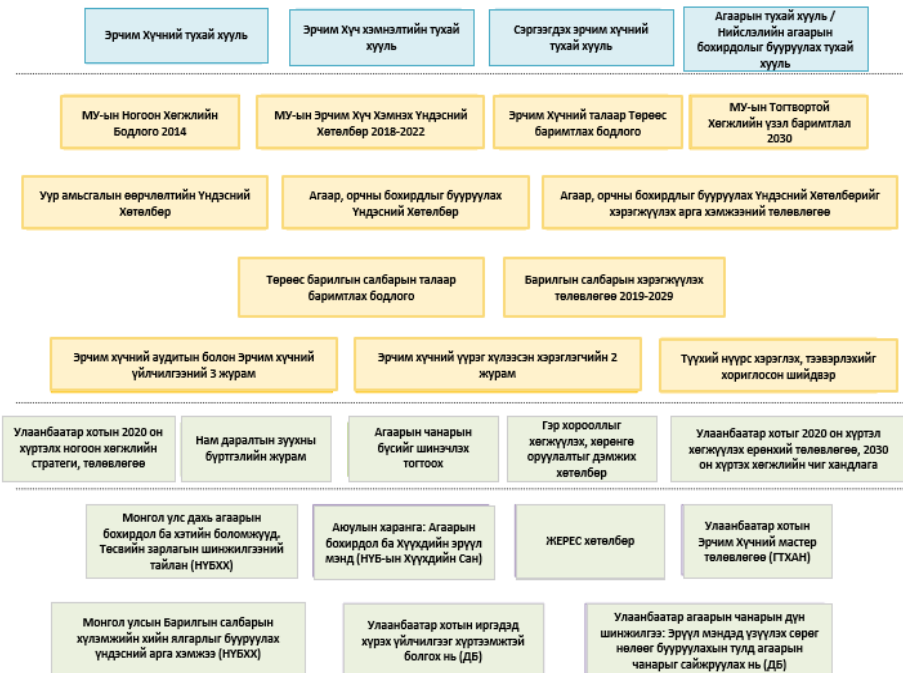 Эрчим Хүчний тухай хууль
Эрчим Хүч хэмнэлтийн тухай
хууль
Сэргээгдэх эрчим хүчний
тухай хууль
Агаарын тухай хууль /
Нийслэлийн агаарын
бохирдолыг бууруулах тухай
хууль
МУ-ын Ногоон Хөгжлийн
Бодлого 2014
МУ-ын Эрчим Хүч Хэмнэх Үндэсний
Хөтөлбөр 2018-2022
Эрчим Хүчний талаар Төрөөс
баримтлах бодлого
МУ-ын Тогтвортой
Хөгжлийн үзэл баримтлал
2030
Уур амьсгалын өөрчлөлтийн Үндэсний
Хөтөлбөр
Агаар, орчны бохирдлыг бууруулах
Үндэсний Хөтөлбөр
Агаар, орчны бохирдлыг бууруулах Үндэсний Хөтөлбөрийг
хэрэгжүүлэх арга хэмжээний төлөвлөгөө
Төрөөс барилгын салбарын талаар
баримтлах бодлого
Барилгын салбарын хэрэгжүүлэх
төлөвлөгөө 2019-2029
Эрчим хүчний аудитын болон Эрчим хүчний
үйлчилгээний 3 журам
Эрчим хүчний үүрэг хүлээсэн хэрэглэгчийн 2
журам
Түүхий нүүрс хэрэглэх, тээвэрлэхийг
хориглосон шийдвэр
Улаанбаатар хотын 2020 он
хүртэлх ногоон хөгжлийн
стратеги, төлөвлөгөө
Нам даралтын зуухны
бүртгэлийн журам
Агаарын чанарын
бүсийг шинэчлэх
тогтоох
Гэр хорооллыг
хөгжүүлэх, хөрөнгө
оруулалтыг дэмжих
хөтөлбөр
Улаанбаатар хотыг 2020 он хүртэл
хөгжүүлэх ерөнхий төлөвлөгөө, 2030
он хүртэх хөгжлийн чиг хандлага
Монгол улс дахь агаарын
бохирдол ба хэтийн боломжууд.
Төсвийн зарлагын шинжилгээний
тайлан (НҮБХХ)
Аюулын харанга: Агаарын
бохирдол ба Хүүхдийн эрүүл
мэнд (НҮБ-ын Хүүхдийн Сан)
ЖЕРЕС хөтөлбөр
Улаанбаатар хотын
Эрчим Хүчний мастер
төлөвлөгөө (ГТХАН)
Монгол улсын Барилгын салбарын
хүлэмжийн хийн ялгарлыг бууруулах
үндэсний арга хэмжээ (НҮБХХ)
Улаанбаатар хотын иргэдэд
хүрэх үйлчилгээг хүртээмжтэй
болгох нь (ДБ)
Улаанбаатар агаарын чанарын дүн
шинжилгээ: Эрүүл мэндэд үзүүлэх сөрөг
нөлөөг бууруулахын тулд агаарын
чанарыг сайжруулах нь (ДБ)